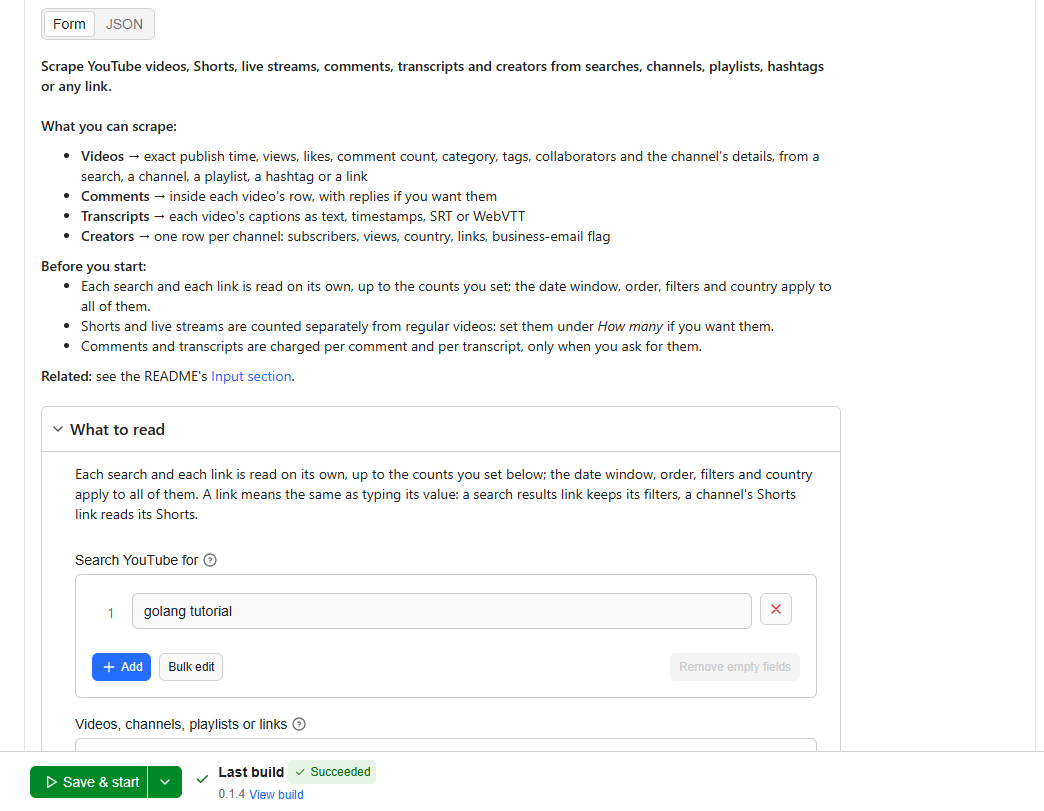 Form JSON
Scrape YouTube videos, Shorts, live streams, comments, transcripts and creators from searches, channels, playlists, hashtags
or any link.
What you can scrape:
• Videos → exact publish time, views, likes, comment count, category, tags, collaborators and the channel's details, from a
search, a channel, a playlist, a hashtag or a link
• Comments → inside each video's row, with replies if you want them
• Transcripts → each video's captions as text, timestamps, SRT or WebVTT
• Creators → one row per channel: subscribers, views, country, links, business-email flag
Before you start:
• Each search and each link is read on its own, up to the counts you set; the date window, order, filters and country apply to
all of them.
• Shorts and live streams are counted separately from regular videos: set them under How many if you want them.
• Comments and transcripts are charged per comment and per transcript, only when you ask for them.
Related: see the README's Input section.
What to read
Each search and each link is read on its own, up to the counts you set below; the date window, order, filters and country
apply to all of them. A link means the same as typing its value: a search results link keeps its filters, a channel's Shorts
link reads its Shorts.
Search YouTube for
1 golang tutorial
Add Bulk edit Remove empty fields
Videos, channels, playlists or links
Save & start Last build Succeeded
0.1.4 View build